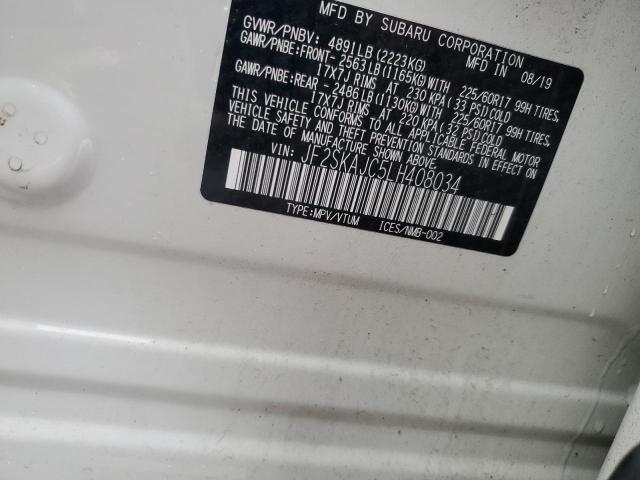 MFD BY SUBARU CORPORATION
GVWR/PNBV: 4891LB(2223KG) MFD IN 08/19
GAWR/PNBE:FRONT- 2563LB(1165KG)WITH 225/60R17 99H TIRES,
17X7J RIMS AT 230 KPA(33 PSI)COLD
GAWR/PNBE:REAR - 2486LB(1130KG)WITH 225/60R17 99H TIRES,
17X7J RIMS AT 220 KPA(32 PSI)COLD
THIS VEHICLE CONFORMS TO ALL APPLICABLE FEDERAL MOTOR
VEHICLE SAFETY AND THEFT PREVENTION STANDARDS IN EFFECT ON
THE DATE OF MANUFACTURE SHOWN ABOVE.
VIN: JF2SKAJC5LH408034
TYPE:MPV/VTUM ICES/NMB-002